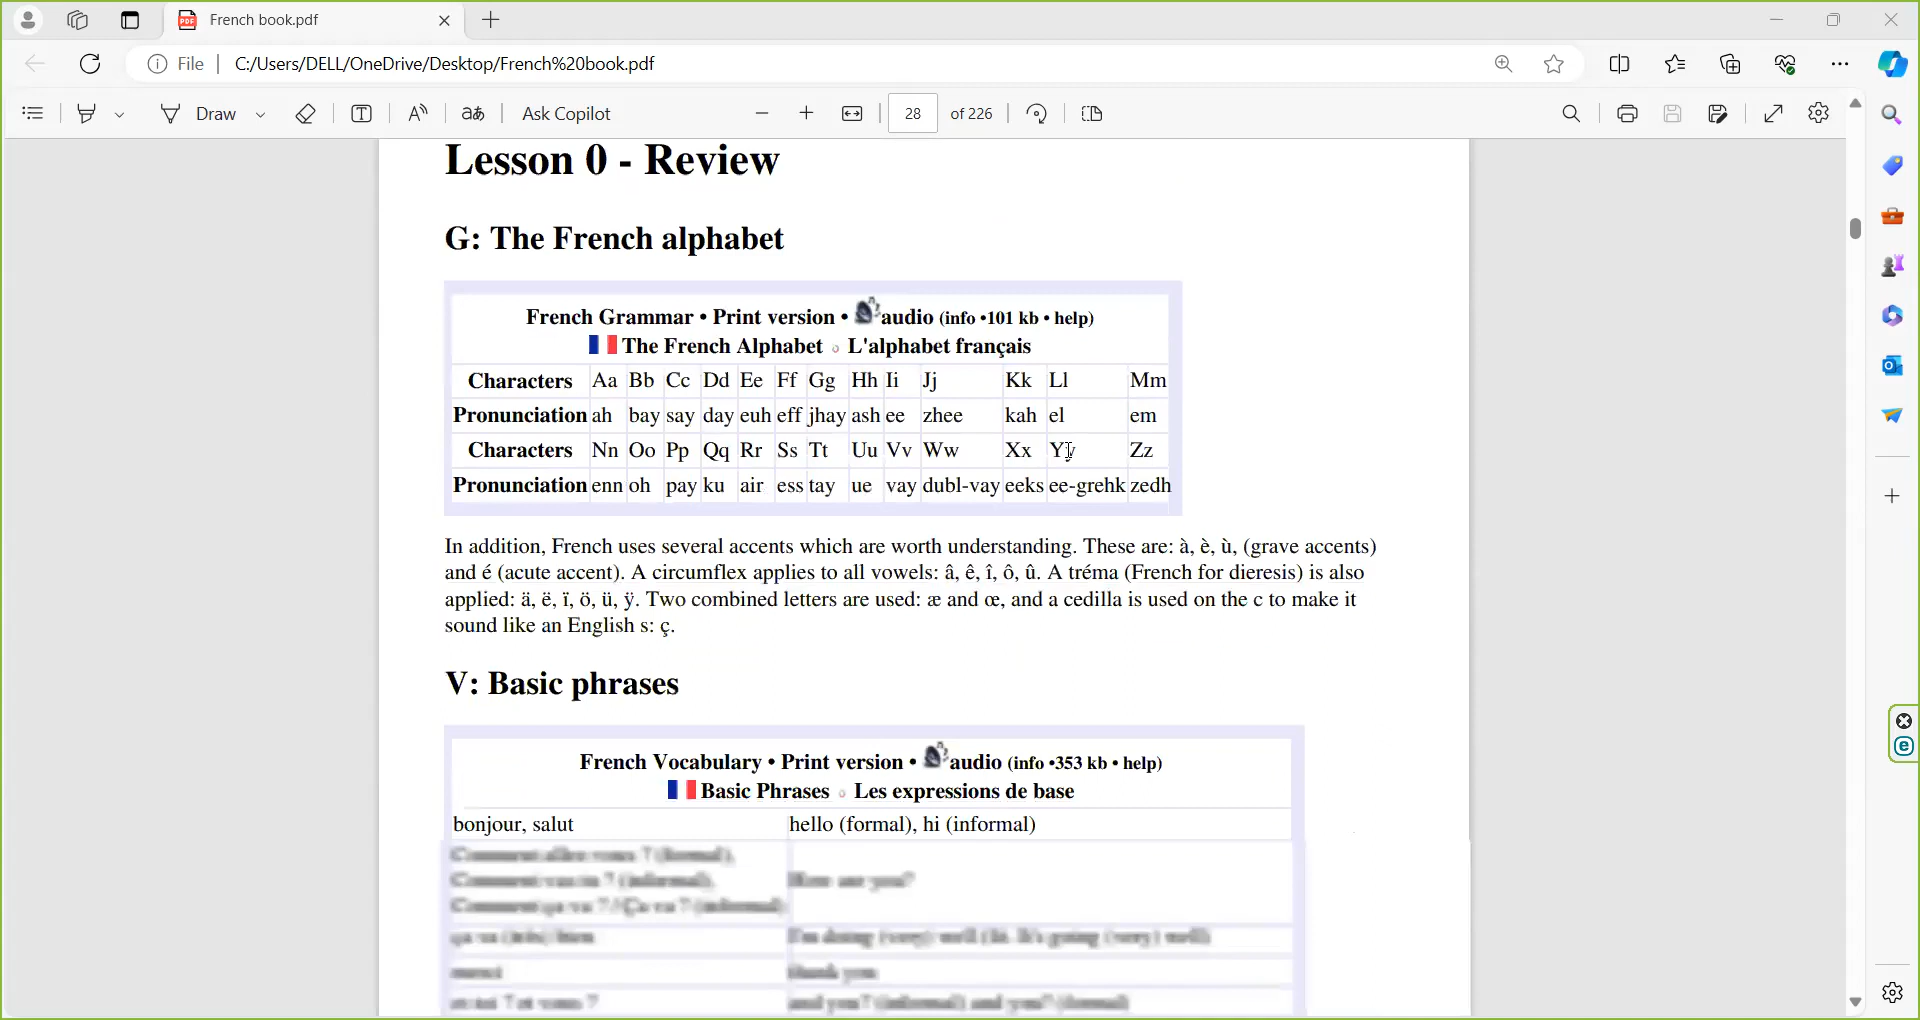 French book.pdf
File | C:/Users/DELL/OneDrive/Desktop/French%20book.pdf
Draw Ask Copilot 28 of 226
Lesson 0 - Review
G: The French alphabet
French Grammar • Print version • audio (info •101 kb • help)
The French Alphabet L'alphabet français
Characters Aa Bb Cc Dd Ee Ff Gg Hh Ii Jj Kk Ll Mm
Pronunciation ah bay say day euh eff jhay ash ee zhee kah el em
Characters Nn Oo Pp Qq Rr Ss Tt Uu Vv Ww Xx Yy Zz
Pronunciation enn oh pay ku air ess tay ue vay dubl-vay eeks ee-grehk zedh
In addition, French uses several accents which are worth understanding. These are: à, è, ù, (grave accents)
and é (acute accent). A circumflex applies to all vowels: â, ê, î, ô, û. A tréma (French for dieresis) is also
applied: ä, ë, ï, ö, ü, ÿ. Two combined letters are used: æ and œ, and a cedilla is used on the c to make it
sound like an English s: ç.
V: Basic phrases
French Vocabulary • Print version • audio (info •353 kb • help)
Basic Phrases Les expressions de base
bonjour, salut hello (formal), hi (informal)